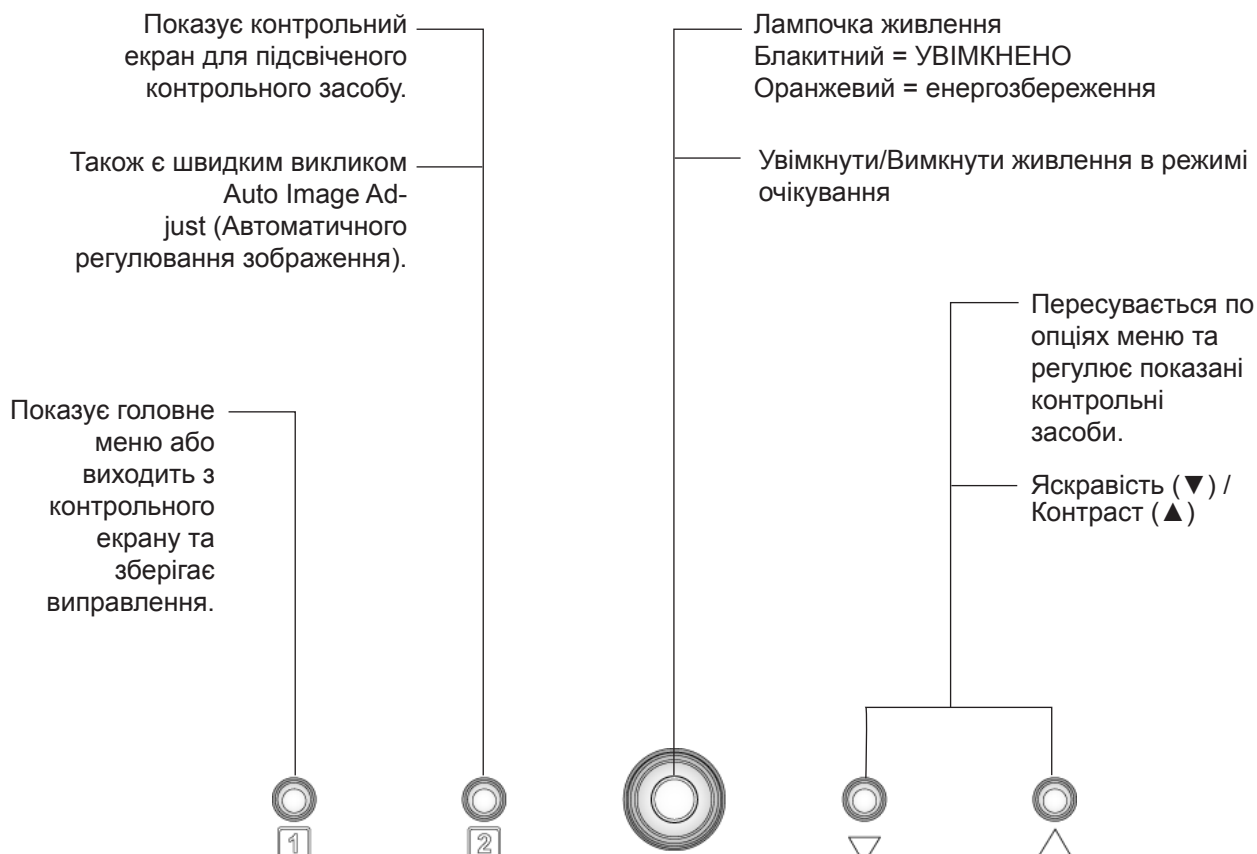 Показує контрольний
екран для підсвіченого
контрольного засобу.
Також є швидким викликом
Auto Image Ad-
just (Автоматичного
регулювання зображення).
Показує головне
меню або
виходить з
контрольного
екрану та
зберігає
виправлення.
Лампочка живлення
Блакитний = УВІМКНЕНО
Оранжевий = енергозбереження
Увімкнути/Вимкнути живлення в режимі
очікування
Пересувається по
опціях меню та
регулює показані
контрольні
засоби.
Яскравість (▼) /
Контраст (▲)
1
2